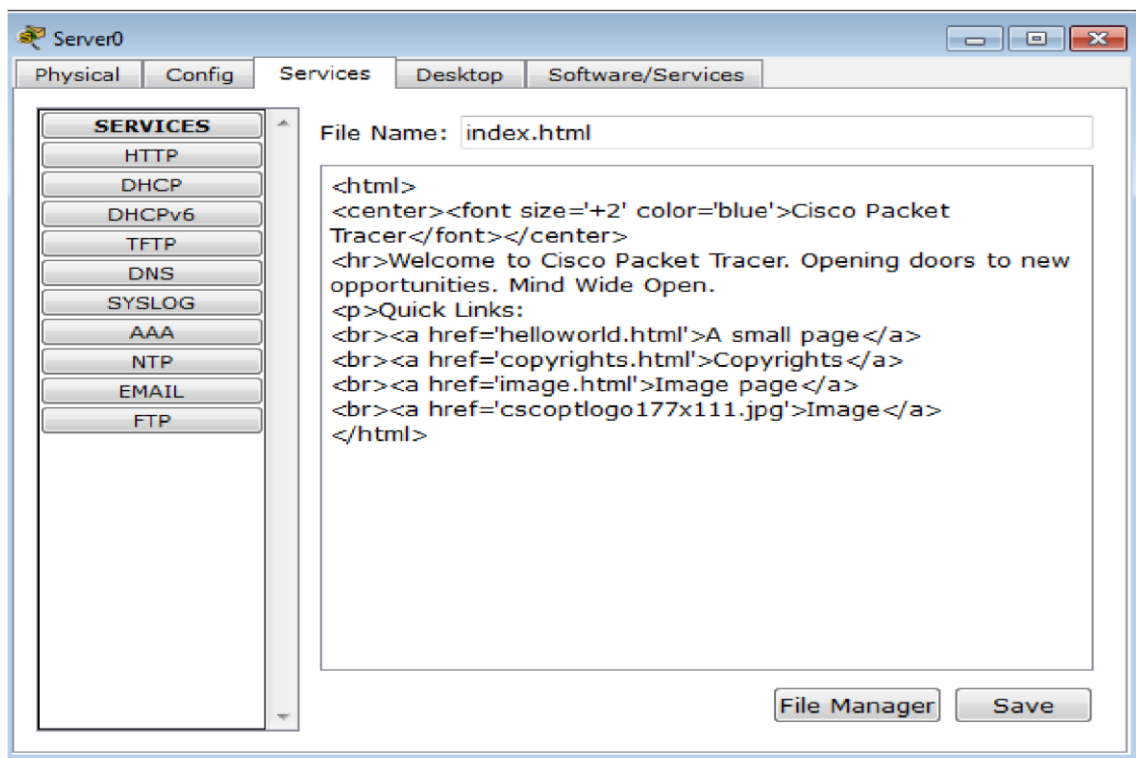 Server0
Physical Config Services Desktop Software/Services
SERVICES
HTTP
DHCP
DHCPv6
TFTP
DNS
SYSLOG
AAA
NTP
EMAIL
FTP
File Name: index.html
<html>
<center><font size='+2' color='blue'>Cisco Packet
Tracer</font></center>
<hr>Welcome to Cisco Packet Tracer. Opening doors to new
opportunities. Mind Wide Open.
<p>Quick Links:
<br><a href='helloworld.html'>A small page</a>
<br><a href='copyrights.html'>Copyrights</a>
<br><a href='image.html'>Image page</a>
<br><a href='cscoptlogo177x111.jpg'>Image</a>
</html>
File Manager Save